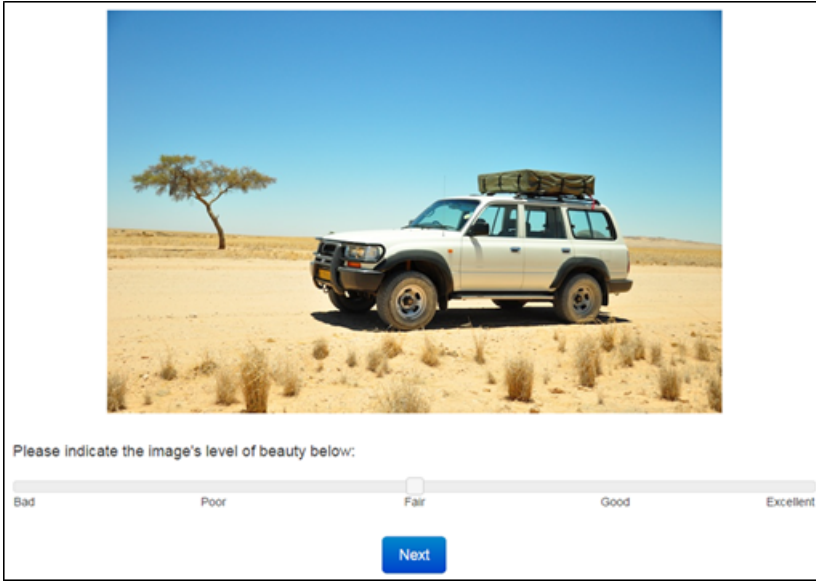 Please indicate the image's level of beauty below:
Bad Poor Fair Good Excellent
Next